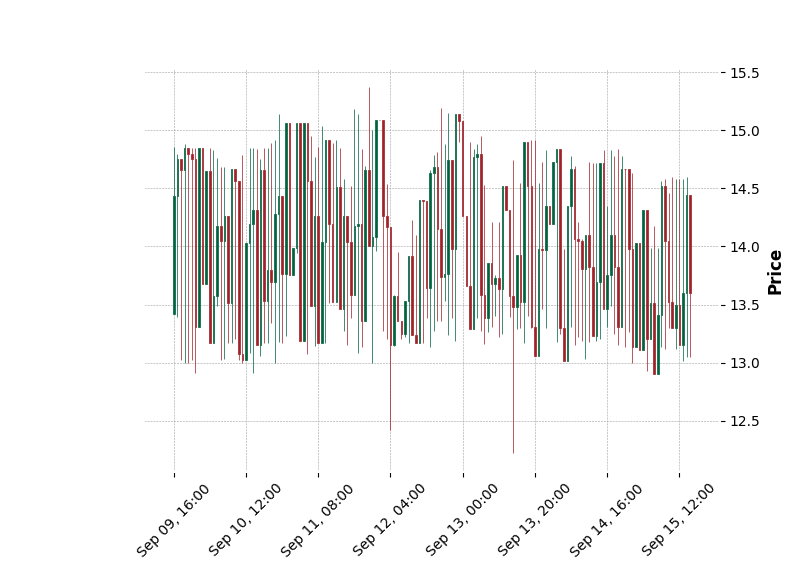 15.5
15.0
14.5
14.0
13.5
13.0
12.5
Price
Sep 09, 16:00
Sep 10, 12:00
Sep 11, 08:00
Sep 12, 04:00
Sep 13, 00:00
Sep 13, 20:00
Sep 14, 16:00
Sep 15, 12:00